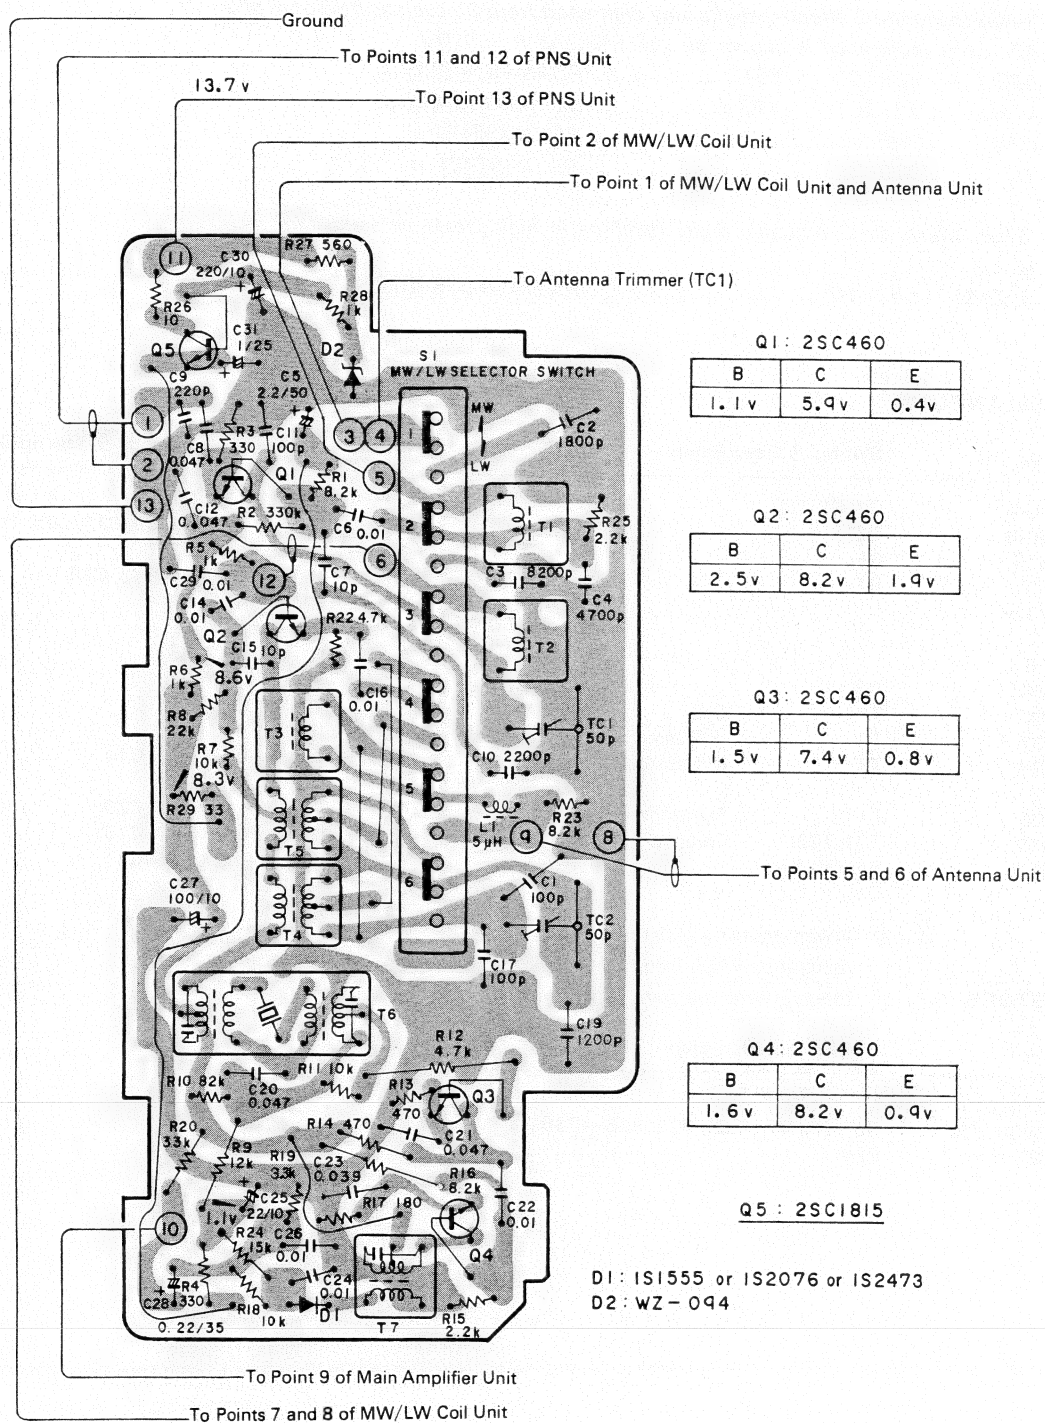 Ground
To Points 11 and 12 of PNS Unit
13.7 v
To Point 13 of PNS Unit
To Point 2 of MW/LW Coil Unit
To Point 1 of MW/LW Coil Unit and Antenna Unit
To Antenna Trimmer (TC1)
11
C30
220/10
R27 560
R28
1k
R26
10
C31
1/25
Q5
D2
S1
MW/LW SELECTOR SWITCH
Q1: 2SC460
B C E
1.1v 5.9v 0.4v
C9
220p
C5
2.2/50
MW
LW
C2
1800p
1
3
4
1
R3
330
C11
100p
C8
0.047
2
Q1
R1
8.2k
5
13
C12
0.047
R2 330k
C6
0.01
2
T1
R25
2.2k
Q2: 2SC460
B C E
2.5v 8.2v 1.9v
R5
1k
C29
0.01
12
C7
10p
6
C3 8200p
C4
4700p
C14
0.01
Q2
R22 4.7k
3
T2
C15 10p
R6
1k
8.6v
C16
0.01
R8
22k
4
Q3: 2SC460
B C E
1.5v 7.4v 0.8v
T3
TC1
50p
R7
10k
8.3v
C10 2200p
R29 33
5
L1
5μH
R23
8.2k
T5
9
8
To Points 5 and 6 of Antenna Unit
C27
100/10
6
C1
100p
T4
TC2
50p
C17
100p
T6
C19
1200p
R12
4.7k
Q4: 2SC460
B C E
1.6v 8.2v 0.9v
R10 82k
C20
0.047
R11 10k
R13
470
Q3
R20
33k
R9
12k
R14 470
C21
0.047
R19
33k
C23
0.039
R16
8.2k
C25
22/10
1.1v
R17 180
C22
0.01
Q5: 2SC1815
10
R24
15k
C26
0.01
Q4
C24
0.01
D1: 1S1555 or 1S2076 or 1S2473
D2: WZ-094
C28
0.22/35
R4
330
R18
10k
D1
T7
R15
2.2k
To Point 9 of Main Amplifier Unit
To Points 7 and 8 of MW/LW Coil Unit